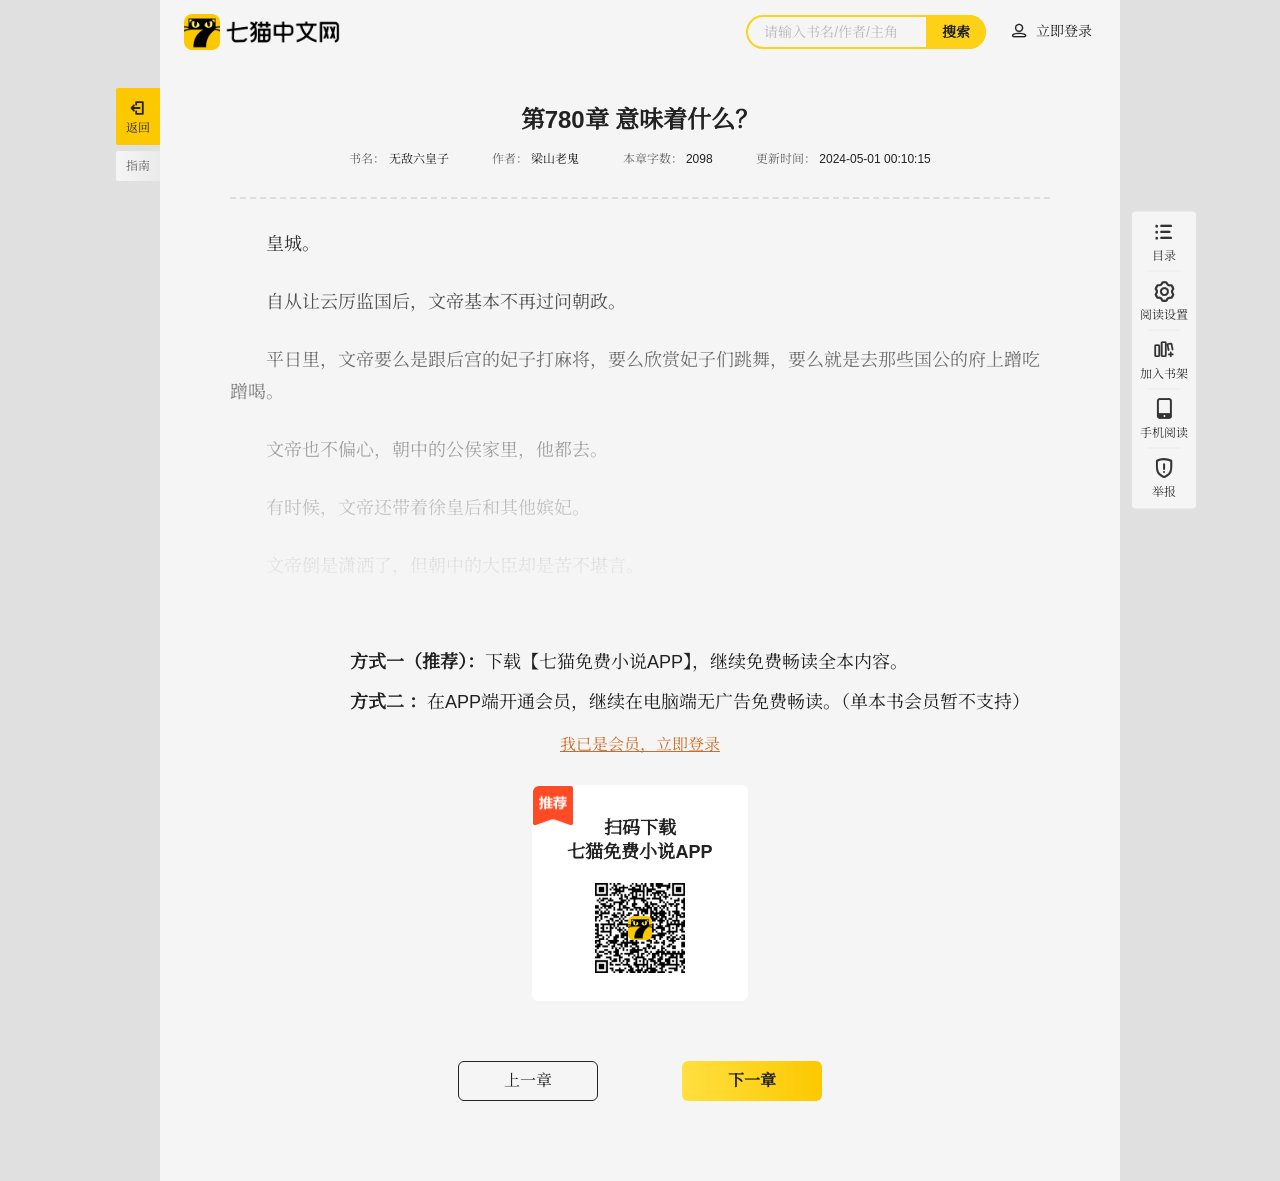 七猫中文网
请输入书名/作者/主角
搜索
立即登录
返回
指南
第780章 意味着什么？
书名： 无敌六皇子 作者： 梁山老鬼 本章字数： 2098 更新时间： 2024-05-01 00:10:15
皇城。
自从让云厉监国后，文帝基本不再过问朝政。
平日里，文帝要么是跟后宫的妃子打麻将，要么欣赏妃子们跳舞，要么就是去那些国公的府上蹭吃
蹭喝。
文帝也不偏心，朝中的公侯家里，他都去。
有时候，文帝还带着徐皇后和其他嫔妃。
文帝倒是潇洒了，但朝中的大臣却是苦不堪言。
目录
阅读设置
加入书架
手机阅读
举报
方式一（推荐）：下载【七猫免费小说APP】，继续免费畅读全本内容。
方式二 ：在APP端开通会员，继续在电脑端无广告免费畅读。（单本书会员暂不支持）
我已是会员，立即登录
推荐
扫码下载
七猫免费小说APP
上一章
下一章